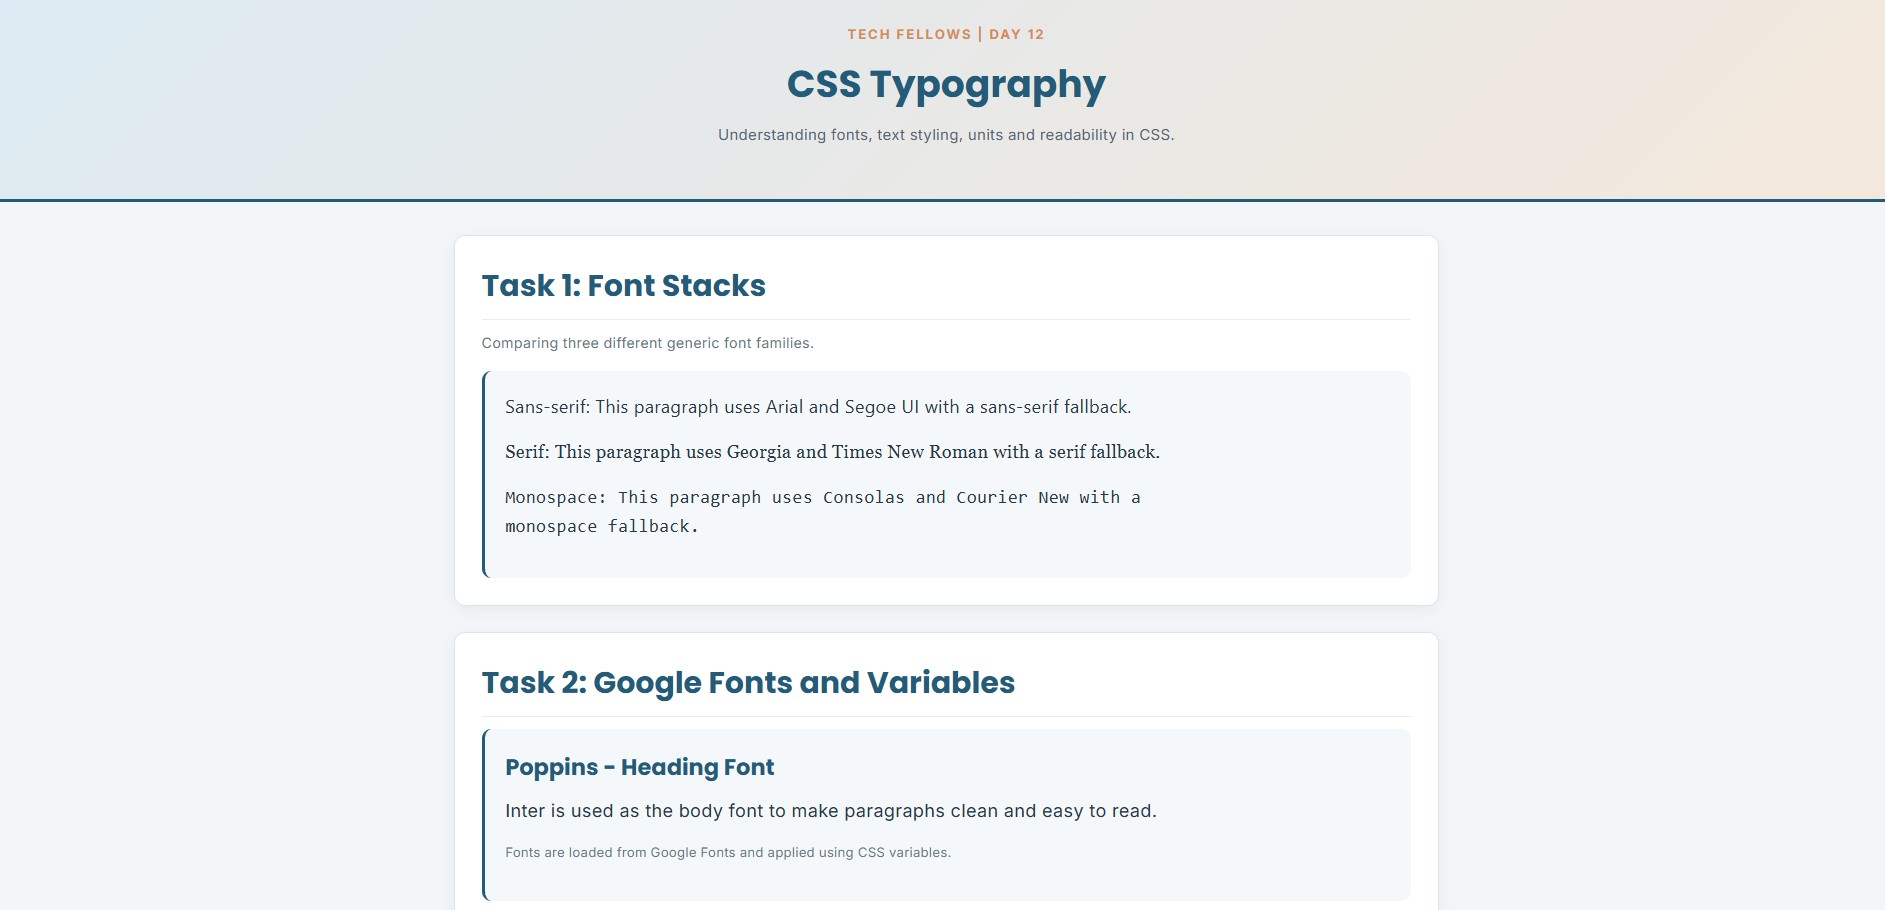 TECH FELLOWS | DAY 12
CSS Typography
Understanding fonts, text styling, units and readability in CSS.
Task 1: Font Stacks
Comparing three different generic font families.
Sans-serif: This paragraph uses Arial and Segoe UI with a sans-serif fallback.
Serif: This paragraph uses Georgia and Times New Roman with a serif fallback.
Monospace: This paragraph uses Consolas and Courier New with a
monospace fallback.
Task 2: Google Fonts and Variables
Poppins - Heading Font
Inter is used as the body font to make paragraphs clean and easy to read.
Fonts are loaded from Google Fonts and applied using CSS variables.